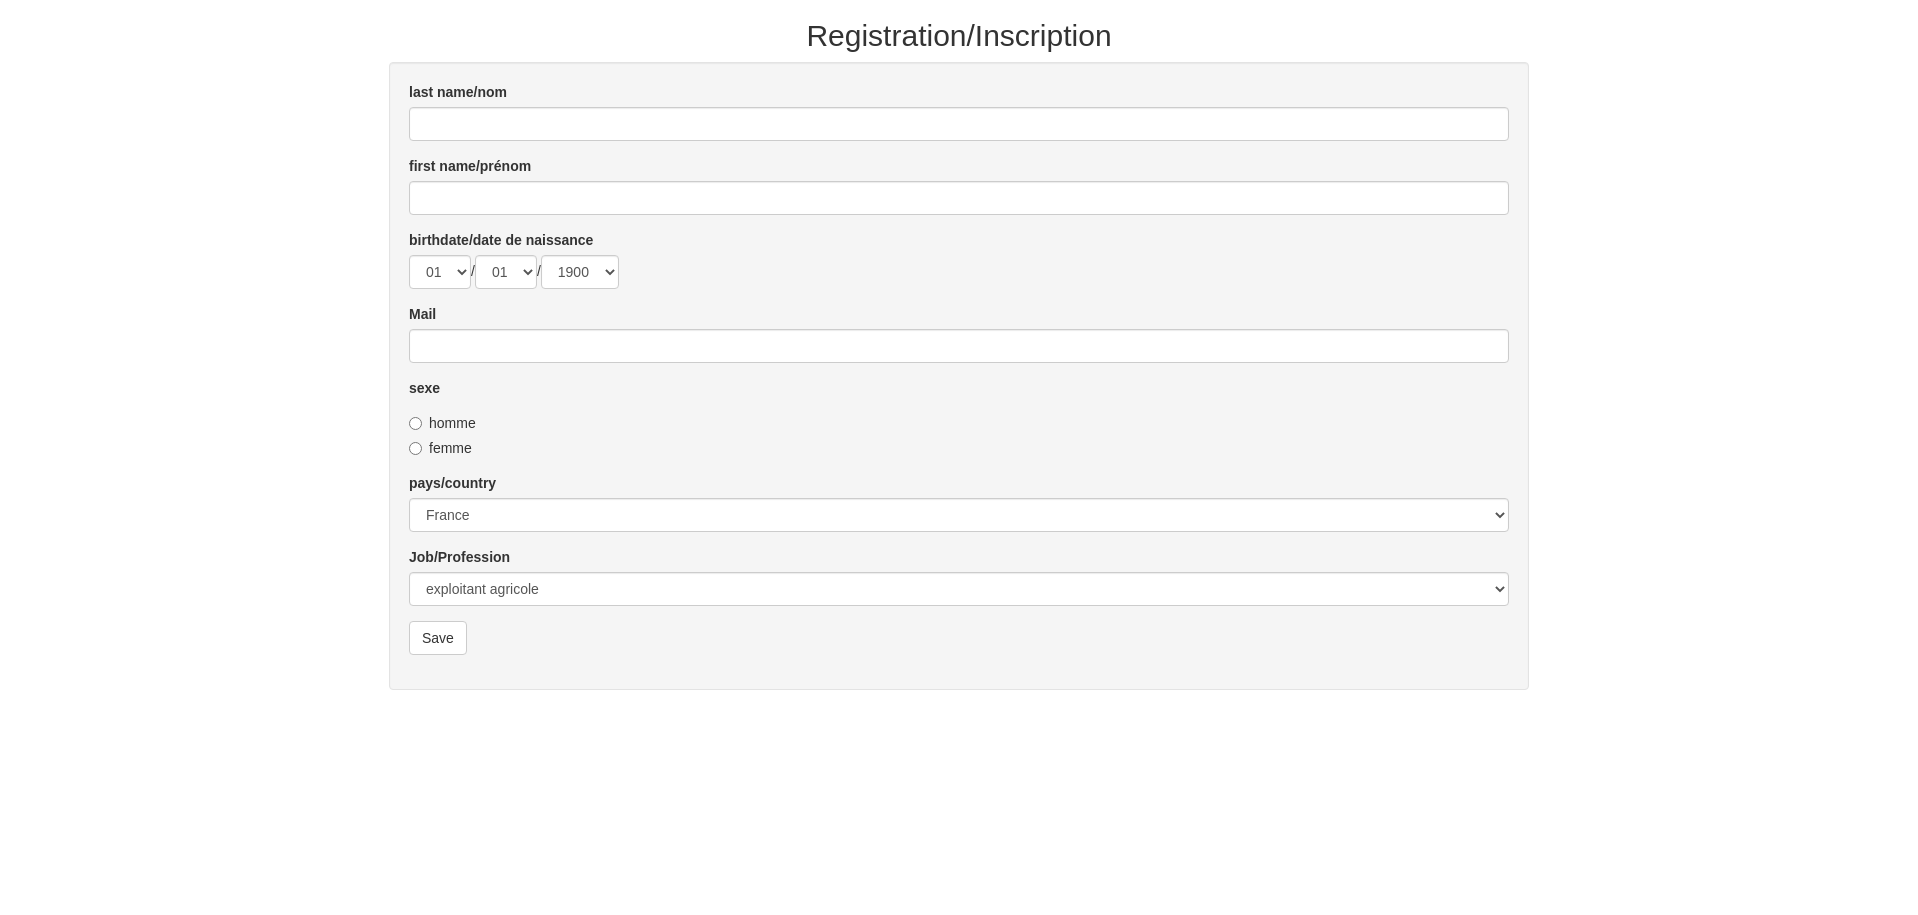 Registration/Inscription
last name/nom
first name/prénom
birthdate/date de naissance
01 / 01 / 1900
Mail
sexe
homme
femme
pays/country
France
Job/Profession
exploitant agricole
Save